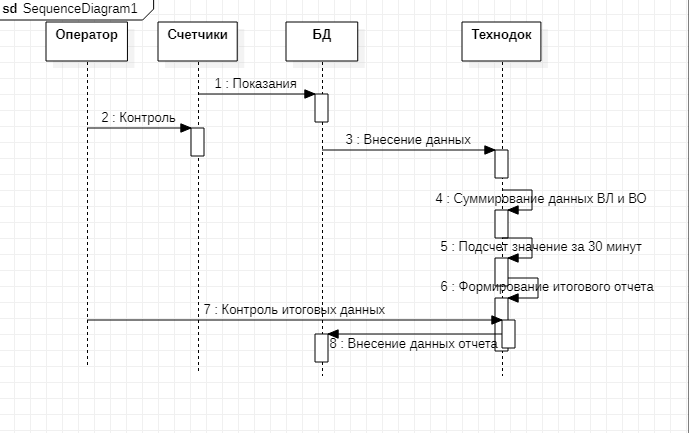 sd SequenceDiagram1
Оператор
Счетчики
БД
Технодок
1 : Показания
2 : Контроль
3 : Внесение данных
4 : Суммирование данных ВЛ и ВО
5 : Подсчет значение за 30 минут
6 : Формирование итогового отчета
7 : Контроль итоговых данных
8 : Внесение данных отчета